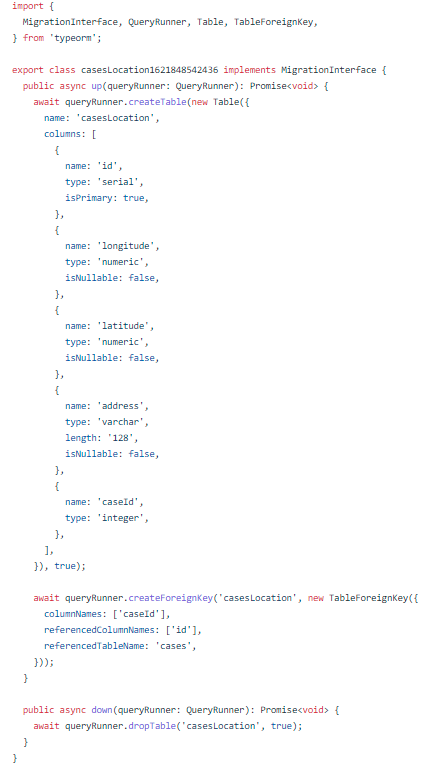 import {
  MigrationInterface, QueryRunner, Table, TableForeignKey,
} from 'typeorm';

export class casesLocation1621848542436 implements MigrationInterface {
  public async up(queryRunner: QueryRunner): Promise<void> {
    await queryRunner.createTable(new Table({
      name: 'casesLocation',
      columns: [
        {
          name: 'id',
          type: 'serial',
          isPrimary: true,
        },
        {
          name: 'longitude',
          type: 'numeric',
          isNullable: false,
        },
        {
          name: 'latitude',
          type: 'numeric',
          isNullable: false,
        },
        {
          name: 'address',
          type: 'varchar',
          length: '128',
          isNullable: false,
        },
        {
          name: 'caseId',
          type: 'integer',
        },
      ],
    }), true);

    await queryRunner.createForeignKey('casesLocation', new TableForeignKey({
      columnNames: ['caseId'],
      referencedColumnNames: ['id'],
      referencedTableName: 'cases',
    }));
  }

  public async down(queryRunner: QueryRunner): Promise<void> {
    await queryRunner.dropTable('casesLocation', true);
  }
}